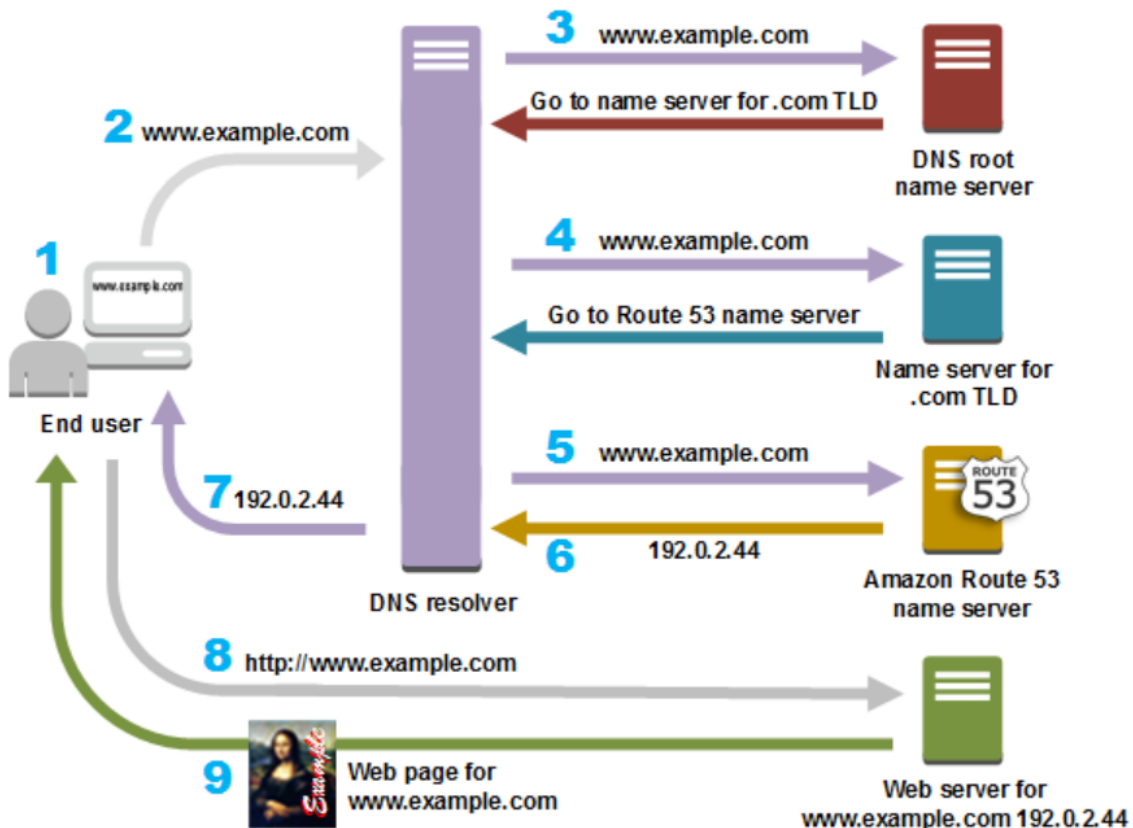 3 www.example.com
Go to name server for .com TLD
DNS root
name server
2 www.example.com
4 www.example.com
1
www.example.com
Go to Route 53 name server
Name server for
.com TLD
End user
5 www.example.com
ROUTE
53
7 192.0.2.44
6 192.0.2.44
Amazon Route 53
name server
DNS resolver
8 http://www.example.com
Example
9 Web page for
www.example.com
Web server for
www.example.com 192.0.2.44